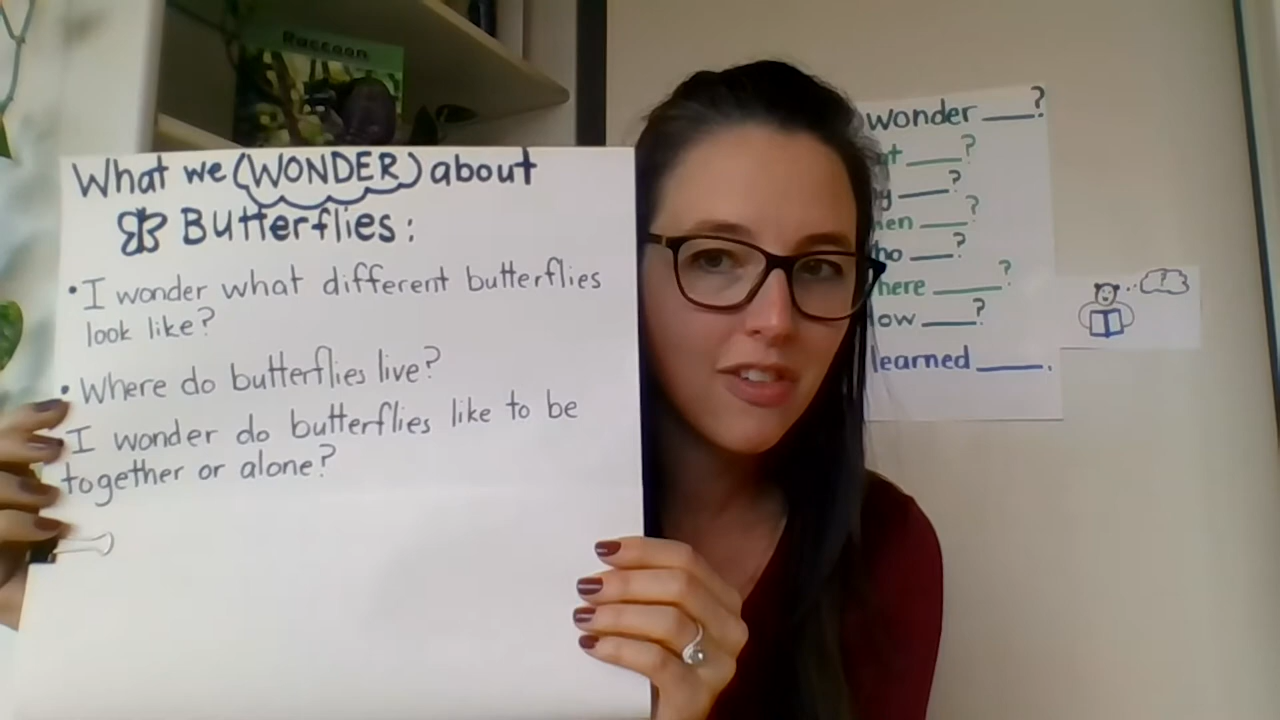 Raccoon
What we (WONDER) about
Butterflies:
• I wonder what different butterflies
look like?
• Where do butterflies live?
I wonder do butterflies like to be
together or alone?
wonder ___?
___?
___?
___?
___?
___?
___?
learned ___.
?